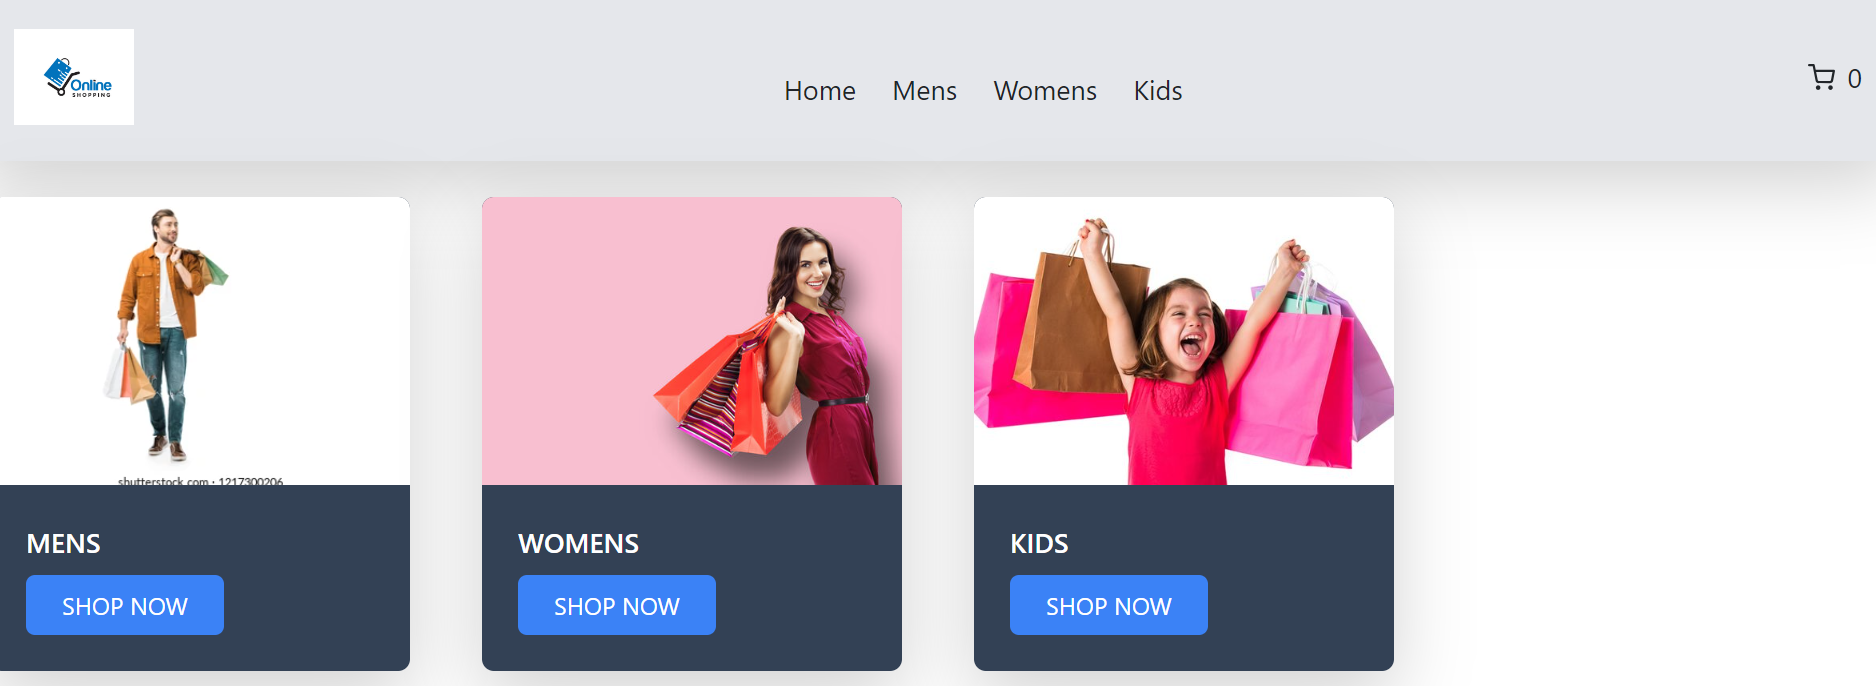 Online
SHOPPING
Home Mens Womens Kids
0
shutterstock.com · 1217300206
MENS
SHOP NOW
WOMENS
SHOP NOW
KIDS
SHOP NOW